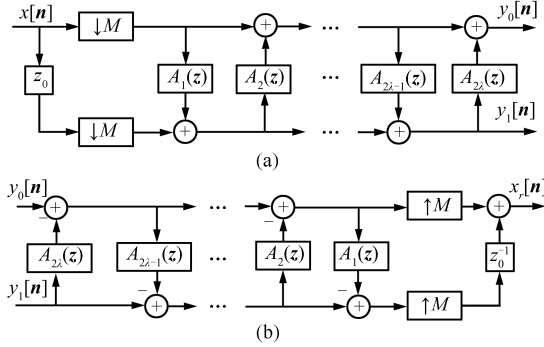 x[n] ↓M + ... + y₀[n]
z₀ A₁(z) A₂(z) ... A₂λ₋₁(z) A₂λ(z)
↓M + ... + y₁[n]
(a)
y₀[n] + − ... − + ↑M + xᵣ[n]
A₂λ(z) A₂λ₋₁(z) A₂(z) A₁(z) z₀⁻¹
y₁[n] − + ... − + ↑M
(b)